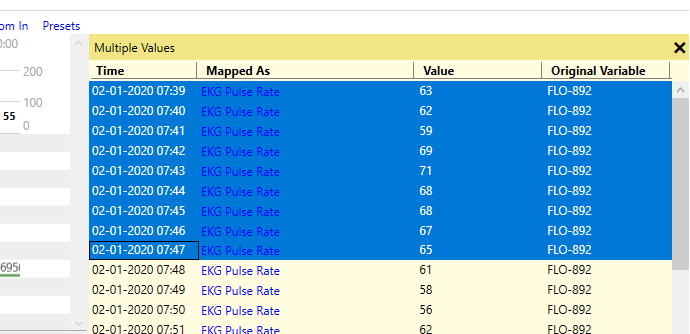 om In Presets
Multiple Values
Time Mapped As Value Original Variable
02-01-2020 07:39 EKG Pulse Rate 63 FLO-892
02-01-2020 07:40 EKG Pulse Rate 62 FLO-892
02-01-2020 07:41 EKG Pulse Rate 59 FLO-892
02-01-2020 07:42 EKG Pulse Rate 69 FLO-892
02-01-2020 07:43 EKG Pulse Rate 71 FLO-892
02-01-2020 07:44 EKG Pulse Rate 68 FLO-892
02-01-2020 07:45 EKG Pulse Rate 68 FLO-892
02-01-2020 07:46 EKG Pulse Rate 67 FLO-892
02-01-2020 07:47 EKG Pulse Rate 65 FLO-892
02-01-2020 07:48 EKG Pulse Rate 61 FLO-892
02-01-2020 07:49 EKG Pulse Rate 58 FLO-892
02-01-2020 07:50 EKG Pulse Rate 56 FLO-892
02-01-2020 07:51 EKG Pulse Rate 62 FLO-892
0:00
200
100
55
0